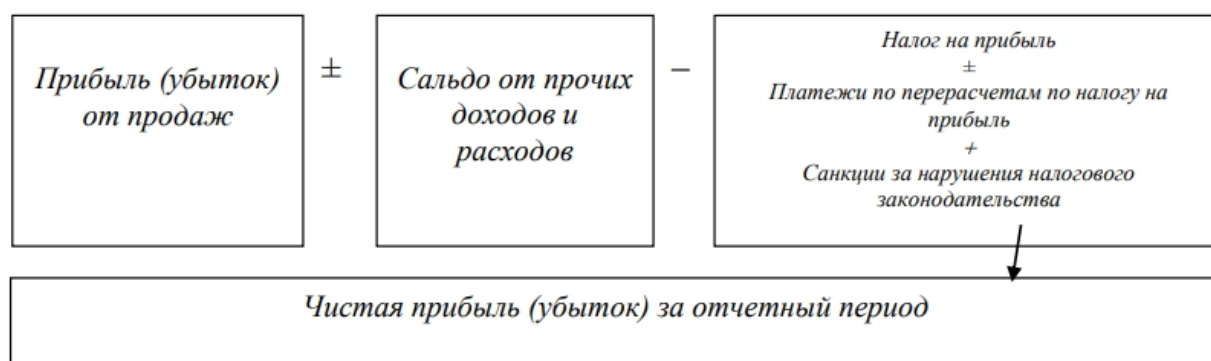 Прибыль (убыток)
от продаж
±
Сальдо от прочих
доходов и
расходов
–
Налог на прибыль
±
Платежи по перерасчетам по налогу на
прибыль
+
Санкции за нарушения налогового
законодательства
Чистая прибыль (убыток) за отчетный период